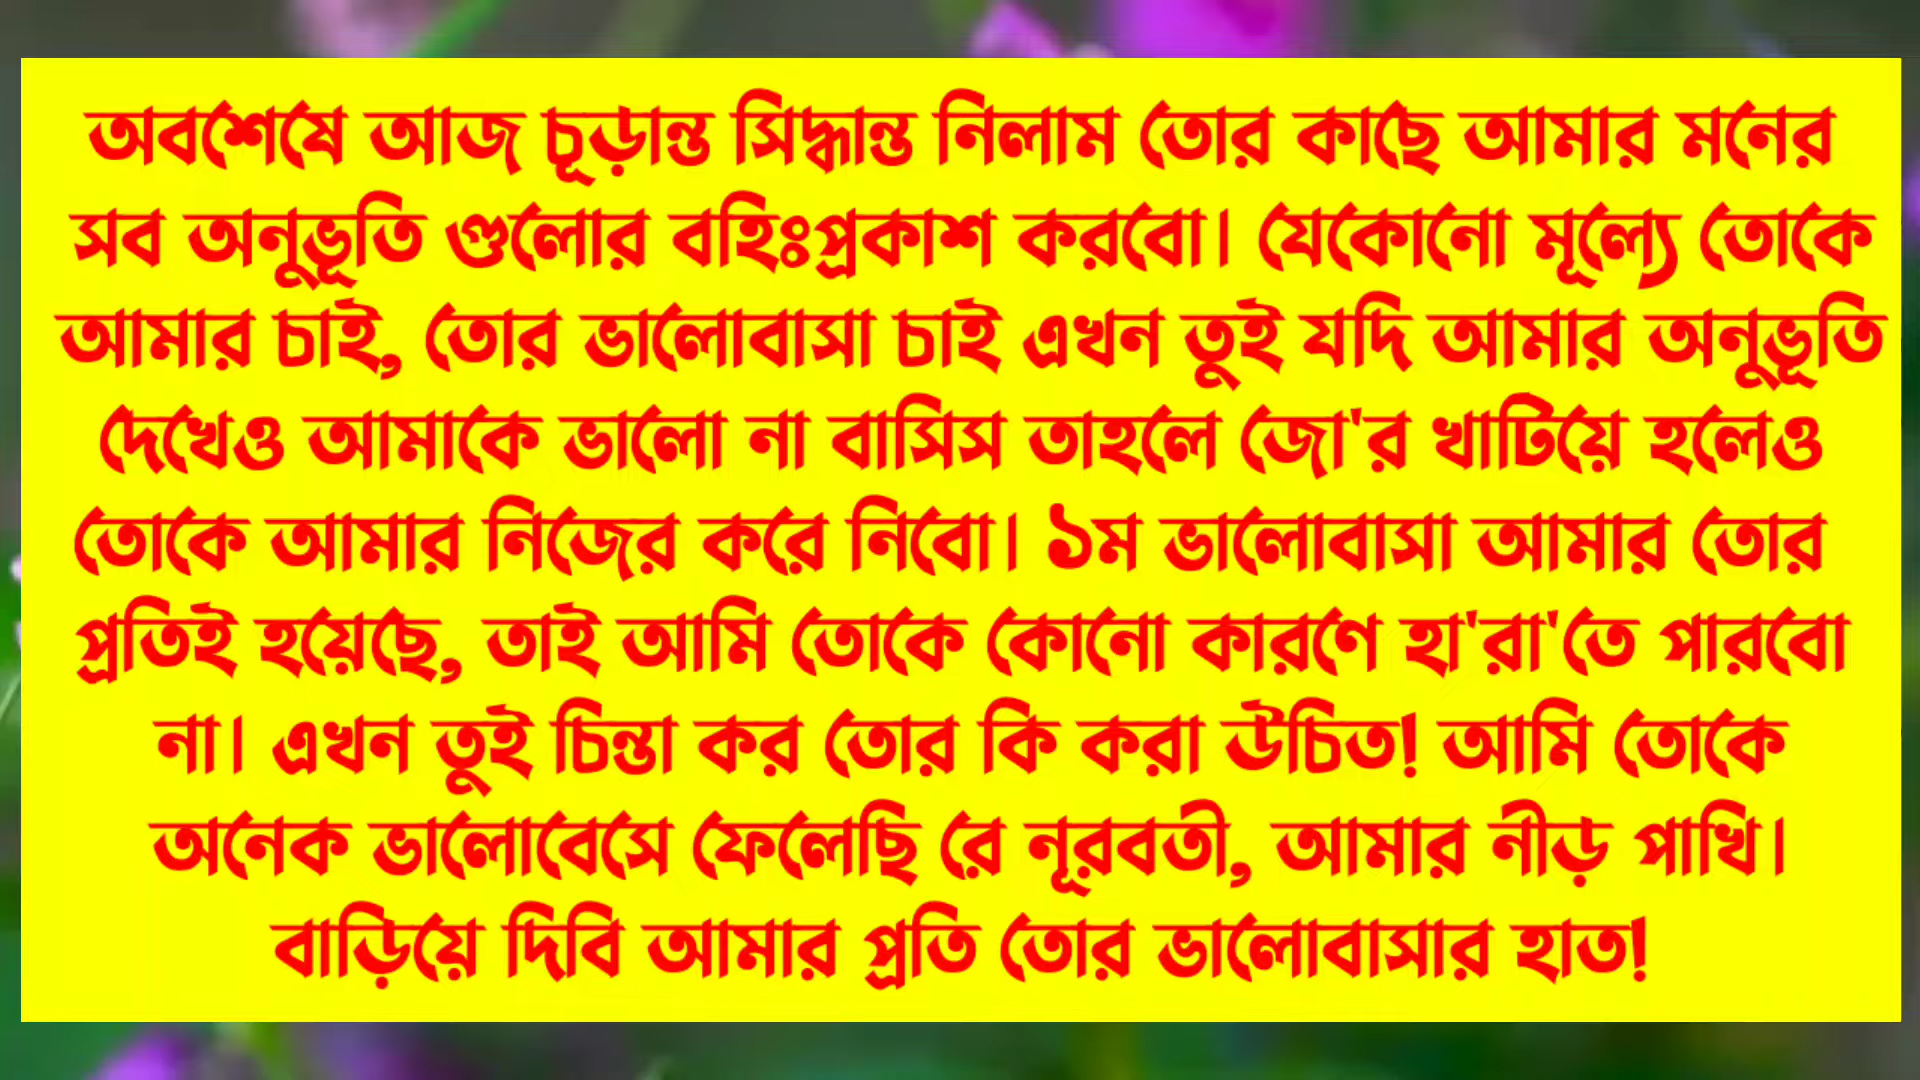 অবশেষে আজ চূড়ান্ত সিদ্ধান্ত নিলাম তোর কাছে আমার মনের
সব অনুভূতি গুলোর বহিঃপ্রকাশ করবো। যেকোনো মূল্যে তোকে
আমার চাই, তোর ভালোবাসা চাই এখন তুই যদি আমার অনুভূতি
দেখেও আমাকে ভালো না বাসিস তাহলে জো'র খাটিয়ে হলেও
তোকে আমার নিজের করে নিবো। ১ম ভালোবাসা আমার তোর
প্রতিই হয়েছে, তাই আমি তোকে কোনো কারণে হা'রা'তে পারবো
না। এখন তুই চিন্তা কর তোর কি করা উচিত! আমি তোকে
অনেক ভালোবেসে ফেলেছি রে নূরবতী, আমার নীড় পাখি।
বাড়িয়ে দিবি আমার প্রতি তোর ভালোবাসার হাত!